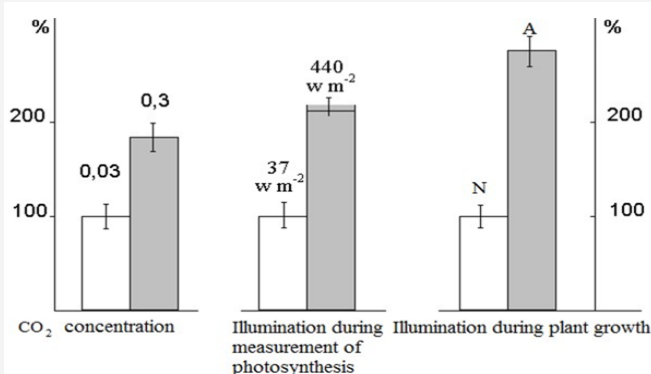 % %
A
440
w m-2
0,3
200 200
37
w m-2
0,03
N
100 100
CO2 concentration
Illumination during
measurement of
photosynthesis
Illumination during plant growth